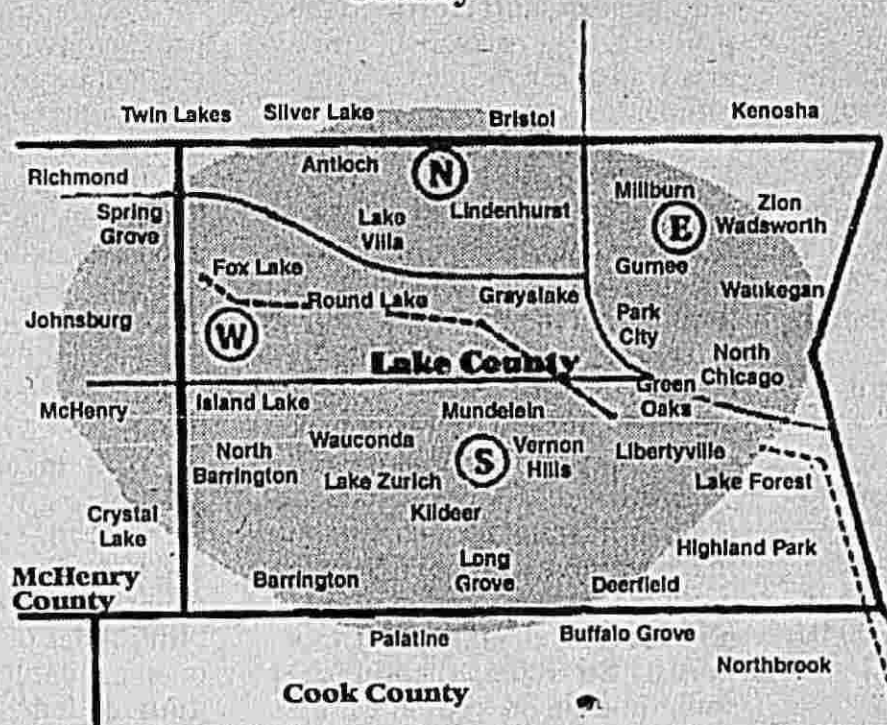 Twin Lakes
Silver Lake
Bristol
Kenosha
Richmond
Antioch
N
Millburn
Zion
Spring
Grove
Lake
Villa
Lindenhurst
E
Wadsworth
Fox Lake
Gurnee
Round Lake
Grayslake
Waukegan
Johnsburg
W
Park
City
Lake County
North
Chicago
McHenry
Island Lake
Mundelein
Green
Oaks
North
Barrington
Wauconda
S
Vernon
Hills
Libertyville
Lake Zurich
Lake Forest
Kildeer
Crystal
Lake
Highland Park
McHenry
County
Barrington
Long
Grove
Deerfield
Palatine
Buffalo Grove
Northbrook
Cook County